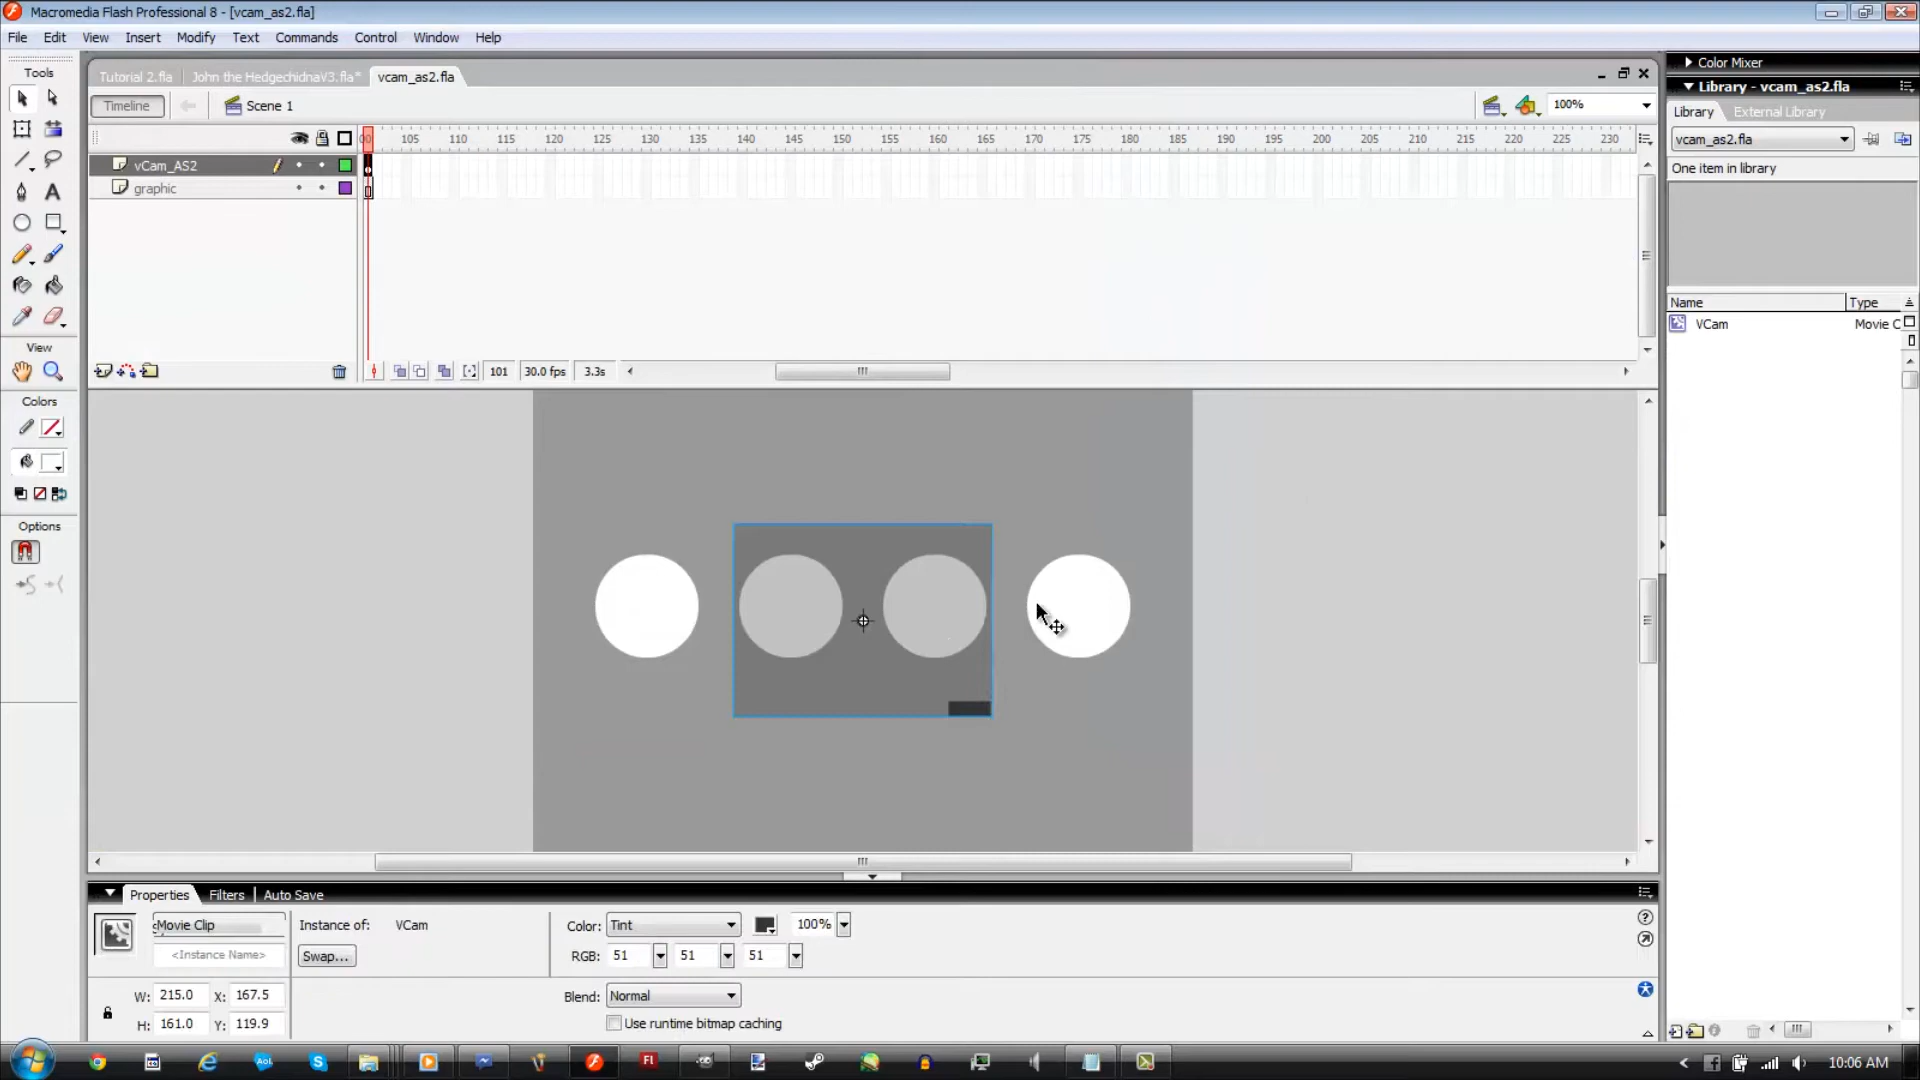 Macromedia Flash Professional 8 - [vcam_as2.fla]
File Edit View Insert Modify Text Commands Control Window Help
Tools
Tutorial 2.fla John the HedgechidnaV3.fla* vcam_as2.fla
Timeline Scene 1 100%
105 110 115 120 125 130 135 140 145 150 155 160 165 170 175 180 185 190 195 200 205 210 215 220 225 230
vCam_AS2
graphic
101 30.0 fps 3.3s
View
Colors
Options
Color Mixer
Library - vcam_as2.fla
Library External Library
vcam_as2.fla
One item in library
Name Type
VCam Movie C
Properties Filters Auto Save
Movie Clip Instance of: VCam Color: Tint 100%
<Instance Name> Swap... RGB: 51 51 51
W: 215.0 X: 167.5 Blend: Normal
H: 161.0 Y: 119.9 Use runtime bitmap caching
10:06 AM